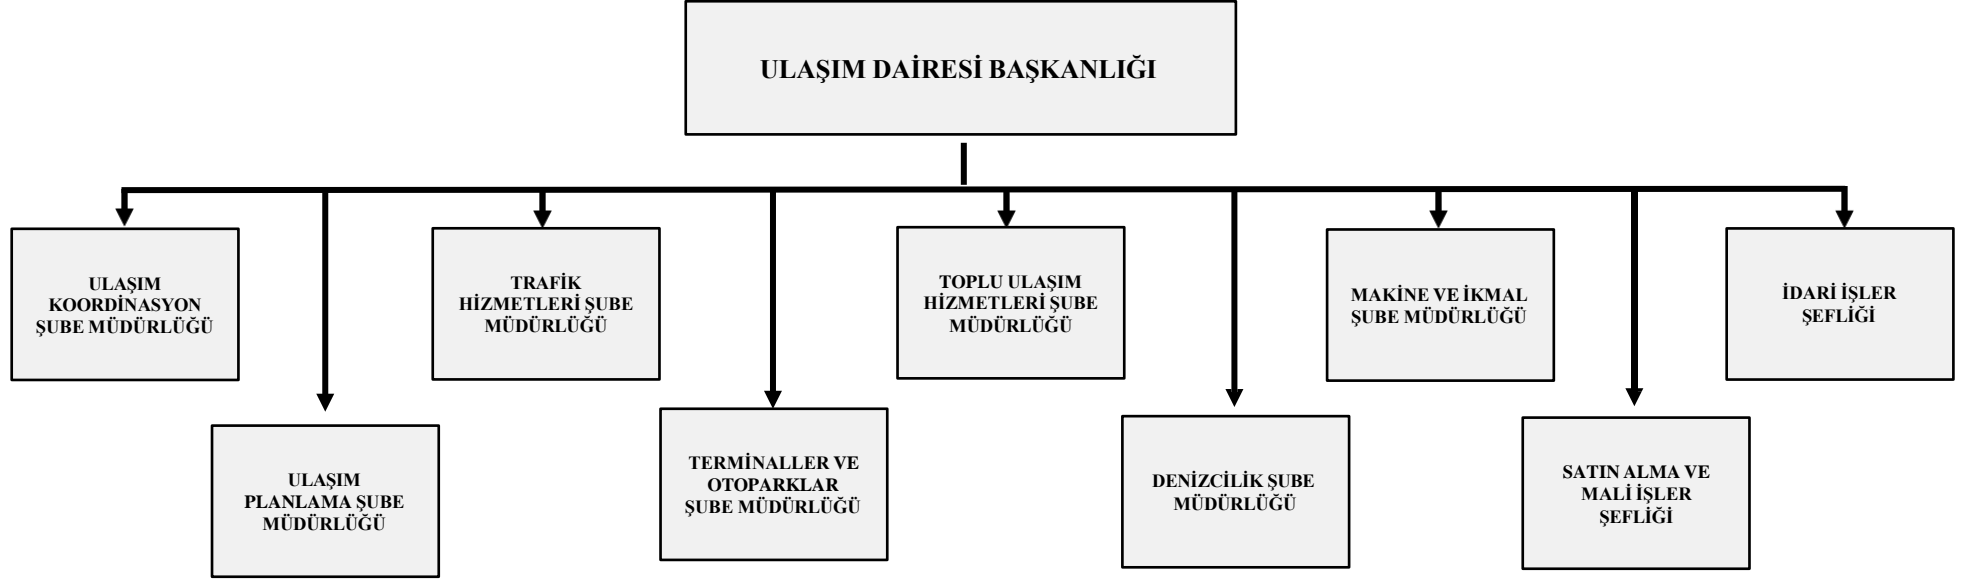 ULAŞIM DAİRESİ BAŞKANLIĞI
ULAŞIM
KOORDİNASYON
ŞUBE MÜDÜRLÜĞÜ
TRAFİK
HİZMETLERİ ŞUBE
MÜDÜRLÜĞÜ
TOPLU ULAŞIM
HİZMETLERİ ŞUBE
MÜDÜRLÜĞÜ
MAKİNE VE İKMAL
ŞUBE MÜDÜRLÜĞÜ
İDARİ İŞLER
ŞEFLİĞİ
ULAŞIM
PLANLAMA ŞUBE
MÜDÜRLÜĞÜ
TERMİNALLER VE
OTOPARKLAR
ŞUBE MÜDÜRLÜĞÜ
DENİZCİLİK ŞUBE
MÜDÜRLÜĞÜ
SATIN ALMA VE
MALİ İŞLER
ŞEFLİĞİ